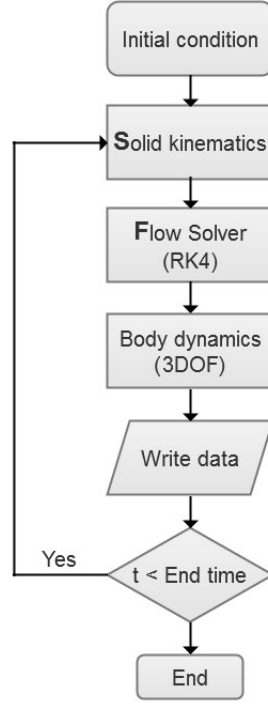 Initial condition
Solid kinematics
Flow Solver
(RK4)
Body dynamics
(3DOF)
Write data
Yes
t < End time
End